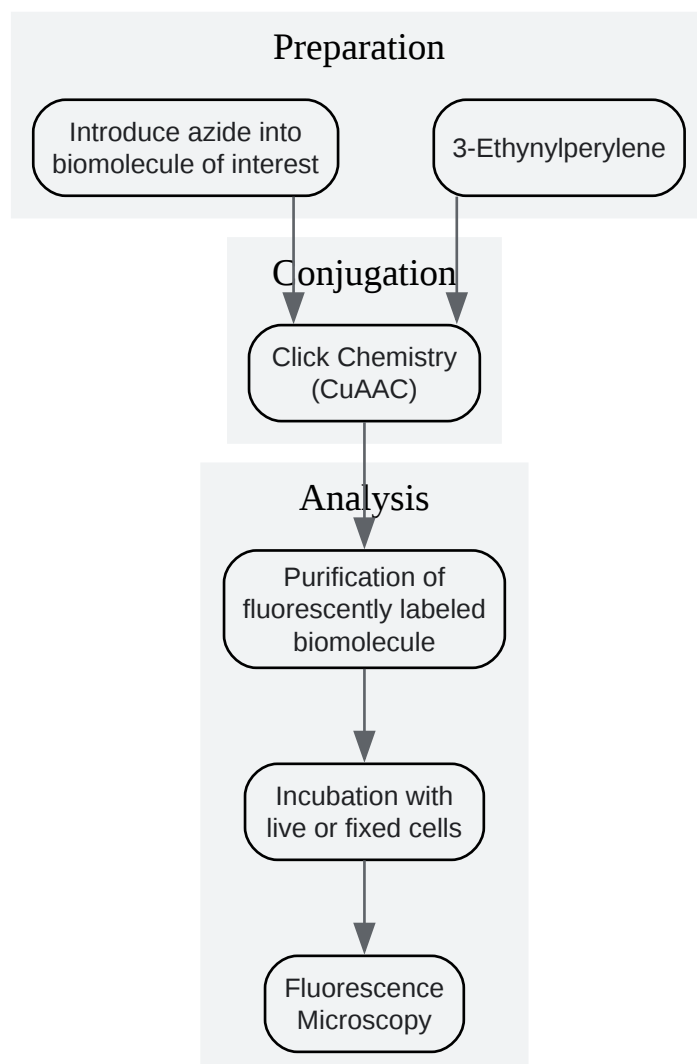 Preparation
Introduce azide into
biomolecule of interest
3-Ethynylperylene
Conjugation
Click Chemistry
(CuAAC)
Analysis
Purification of
fluorescently labeled
biomolecule
Incubation with
live or fixed cells
Fluorescence
Microscopy